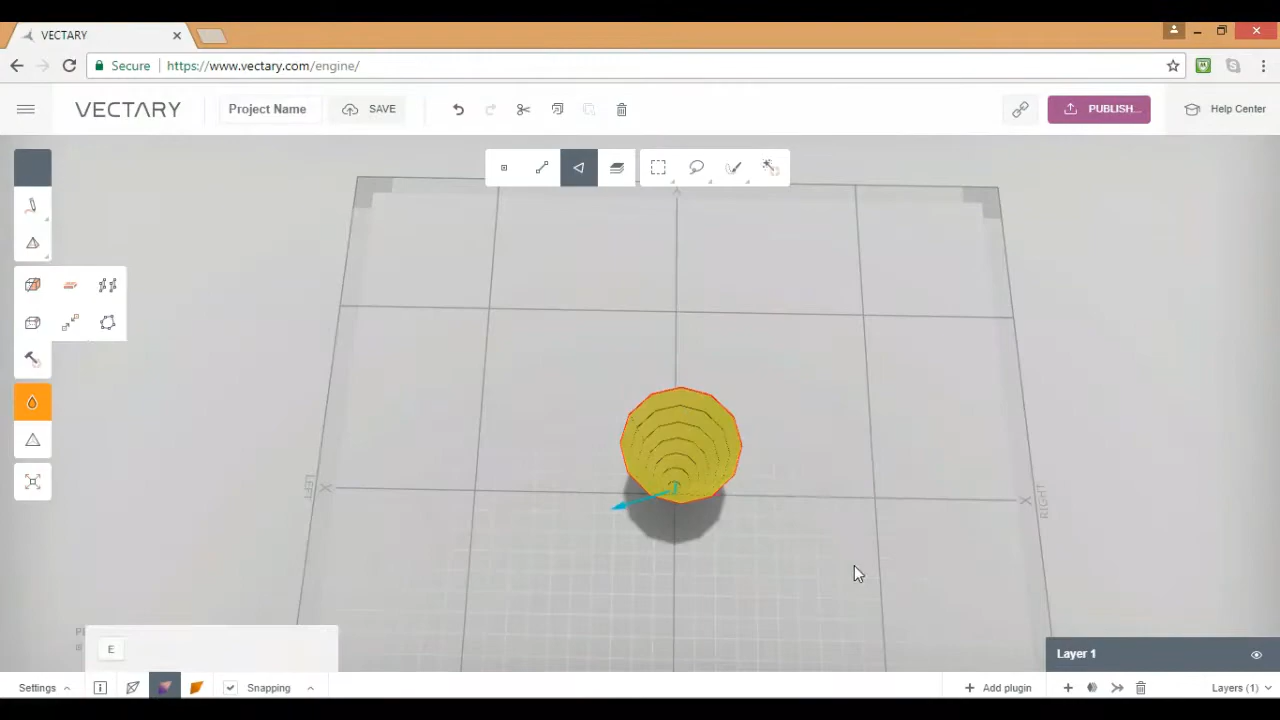 VECTARY
Secure https://www.vectary.com/engine/
VECTARY
Project Name
SAVE
PUBLISH...
Help Center
LEFT
X
X
RIGHT
E
Layer 1
Settings
Snapping
Add plugin
Layers (1)